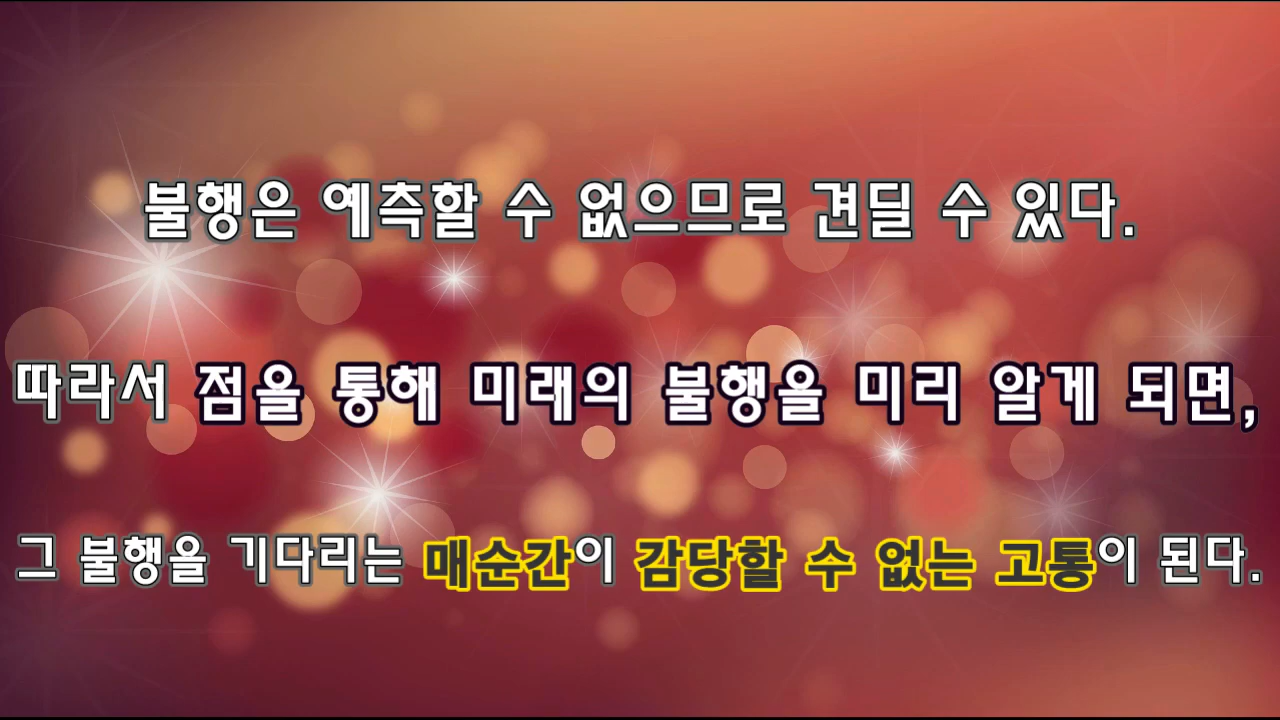 불행은 예측할 수 없으므로 견딜 수 있다.
따라서 점을 통해 미래의 불행을 미리 알게 되면,
그 불행을 기다리는 매순간이 감당할 수 없는 고통이 된다.